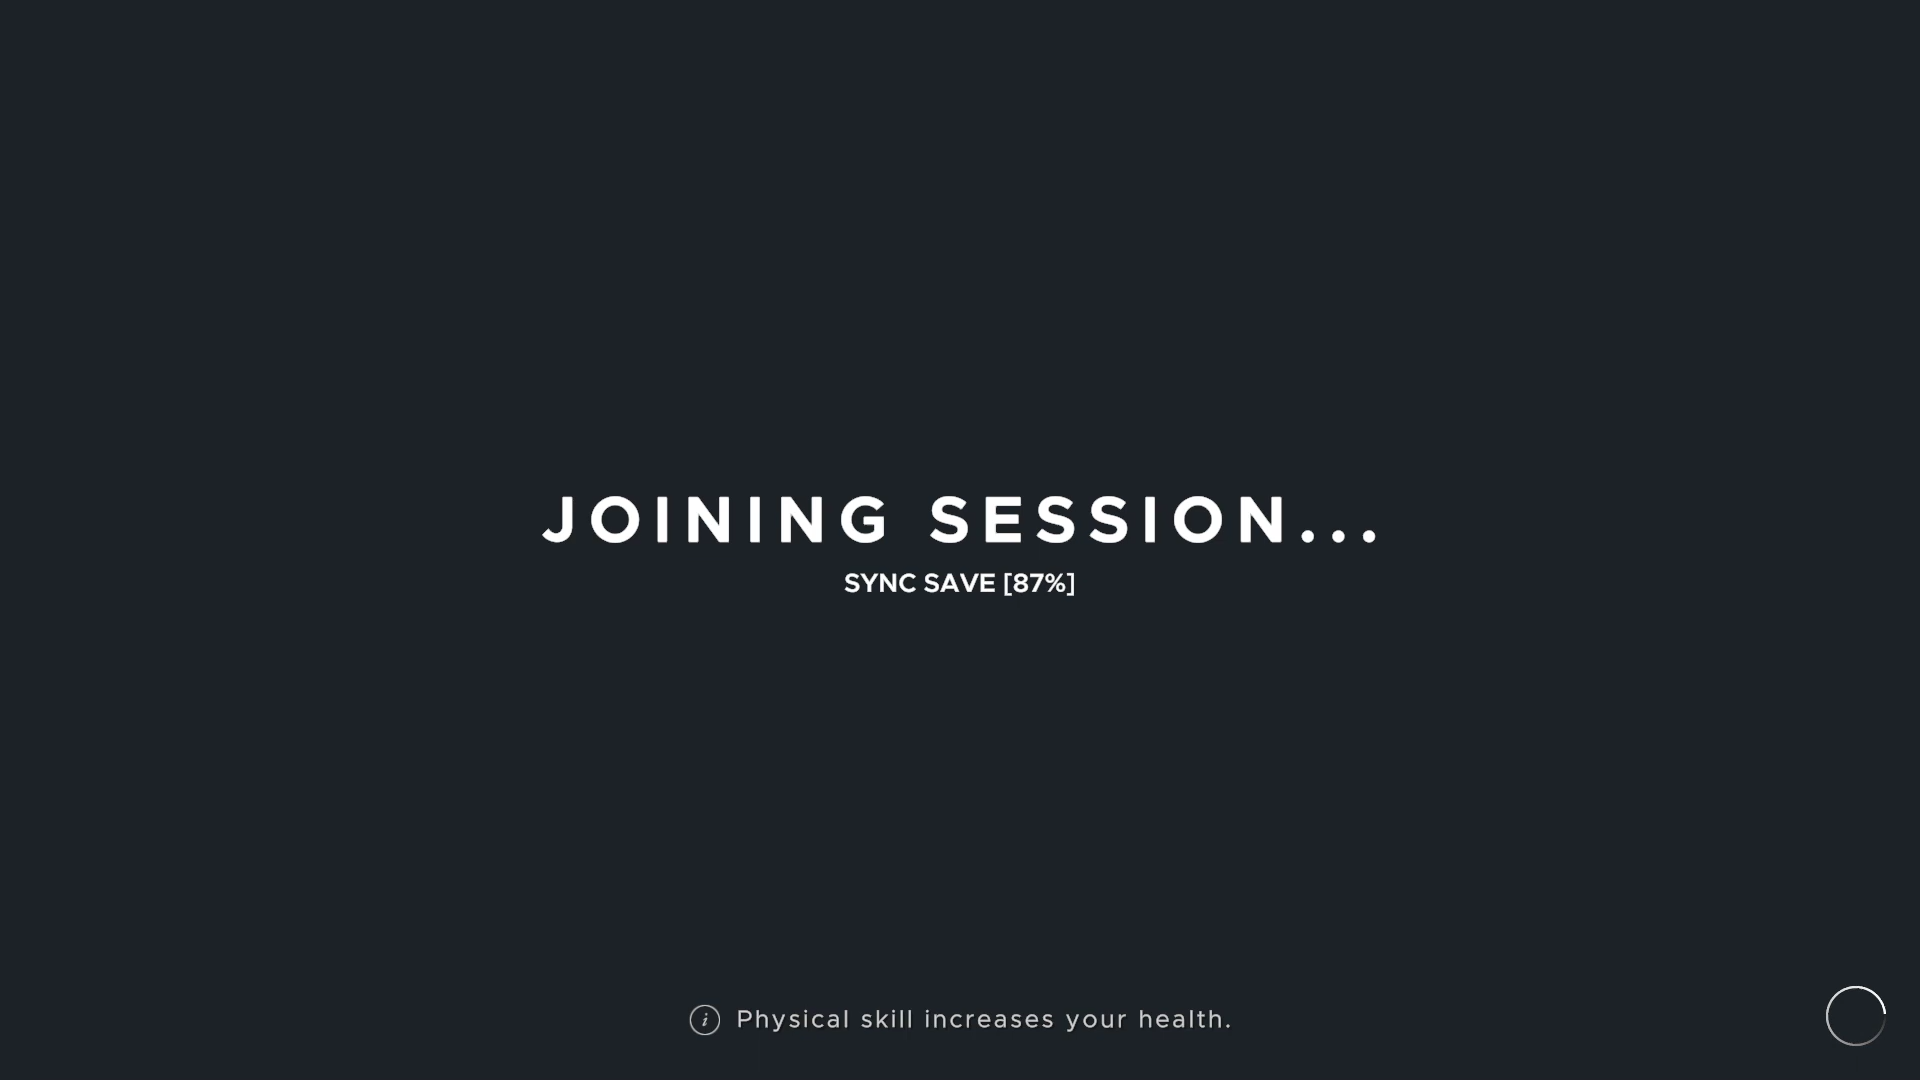 JOINING SESSION...
SYNC SAVE [87%]
i Physical skill increases your health.